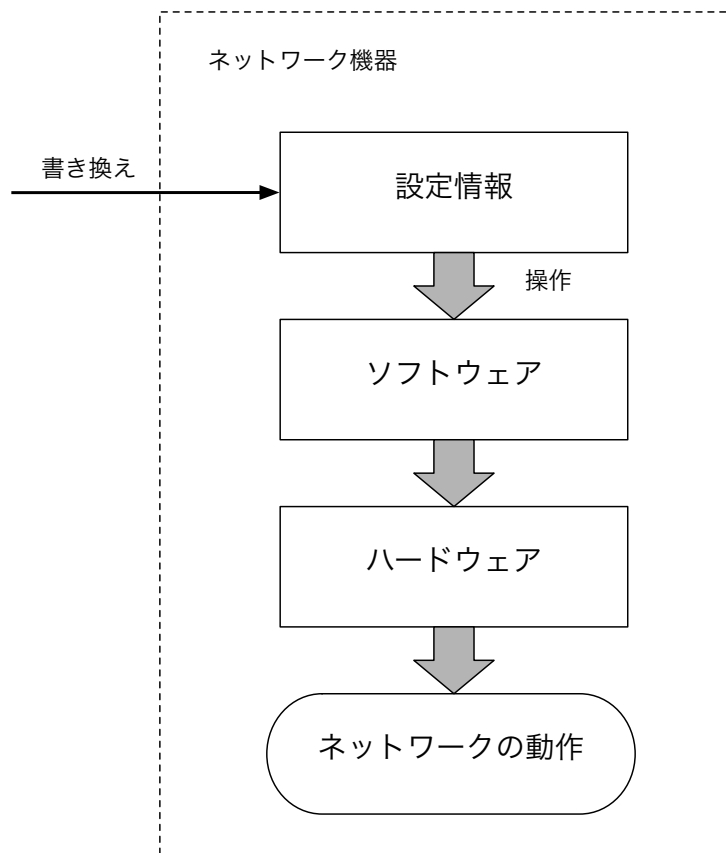 ネットワーク機器
書き換え
設定情報
操作
ソフトウェア
ハードウェア
ネットワークの動作